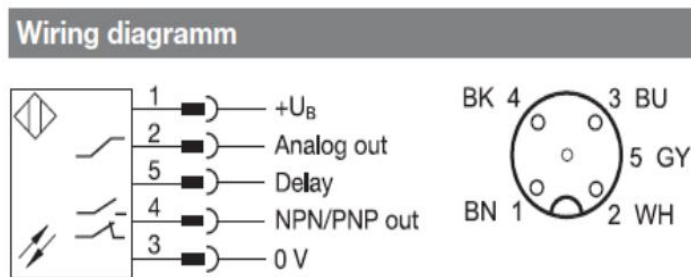 Wiring diagramm
1 +UB
2 Analog out
5 Delay
4 NPN/PNP out
3 0 V
BK 4 3 BU
5 GY
BN 1 2 WH